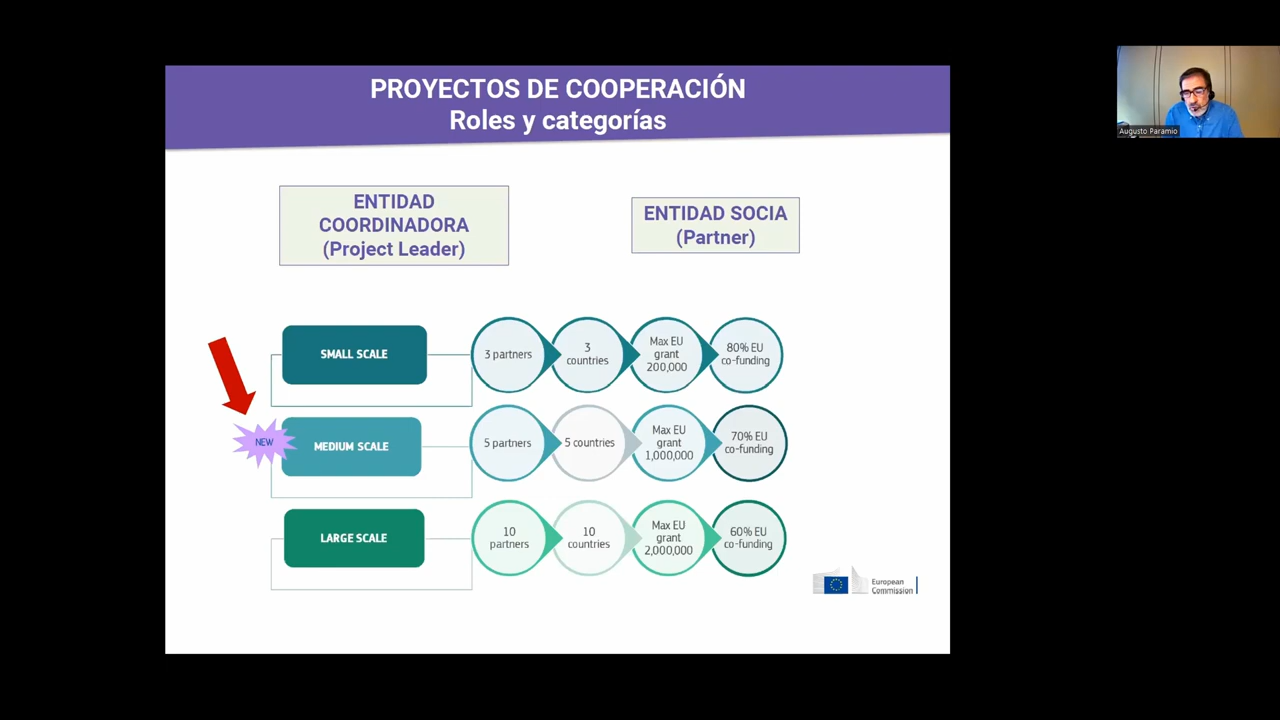 PROYECTOS DE COOPERACIÓN
Roles y categorías
ENTIDAD
COORDINADORA
(Project Leader)
ENTIDAD SOCIA
(Partner)
SMALL SCALE
3 partners
3
countries
Max EU
grant
200,000
80% EU
co-funding
NEW
MEDIUM SCALE
5 partners
5 countries
Max EU
grant
1,000,000
70% EU
co-funding
LARGE SCALE
10
partners
10
countries
Max EU
grant
2,000,000
60% EU
co-funding
European
Commission
Augusto Paramio